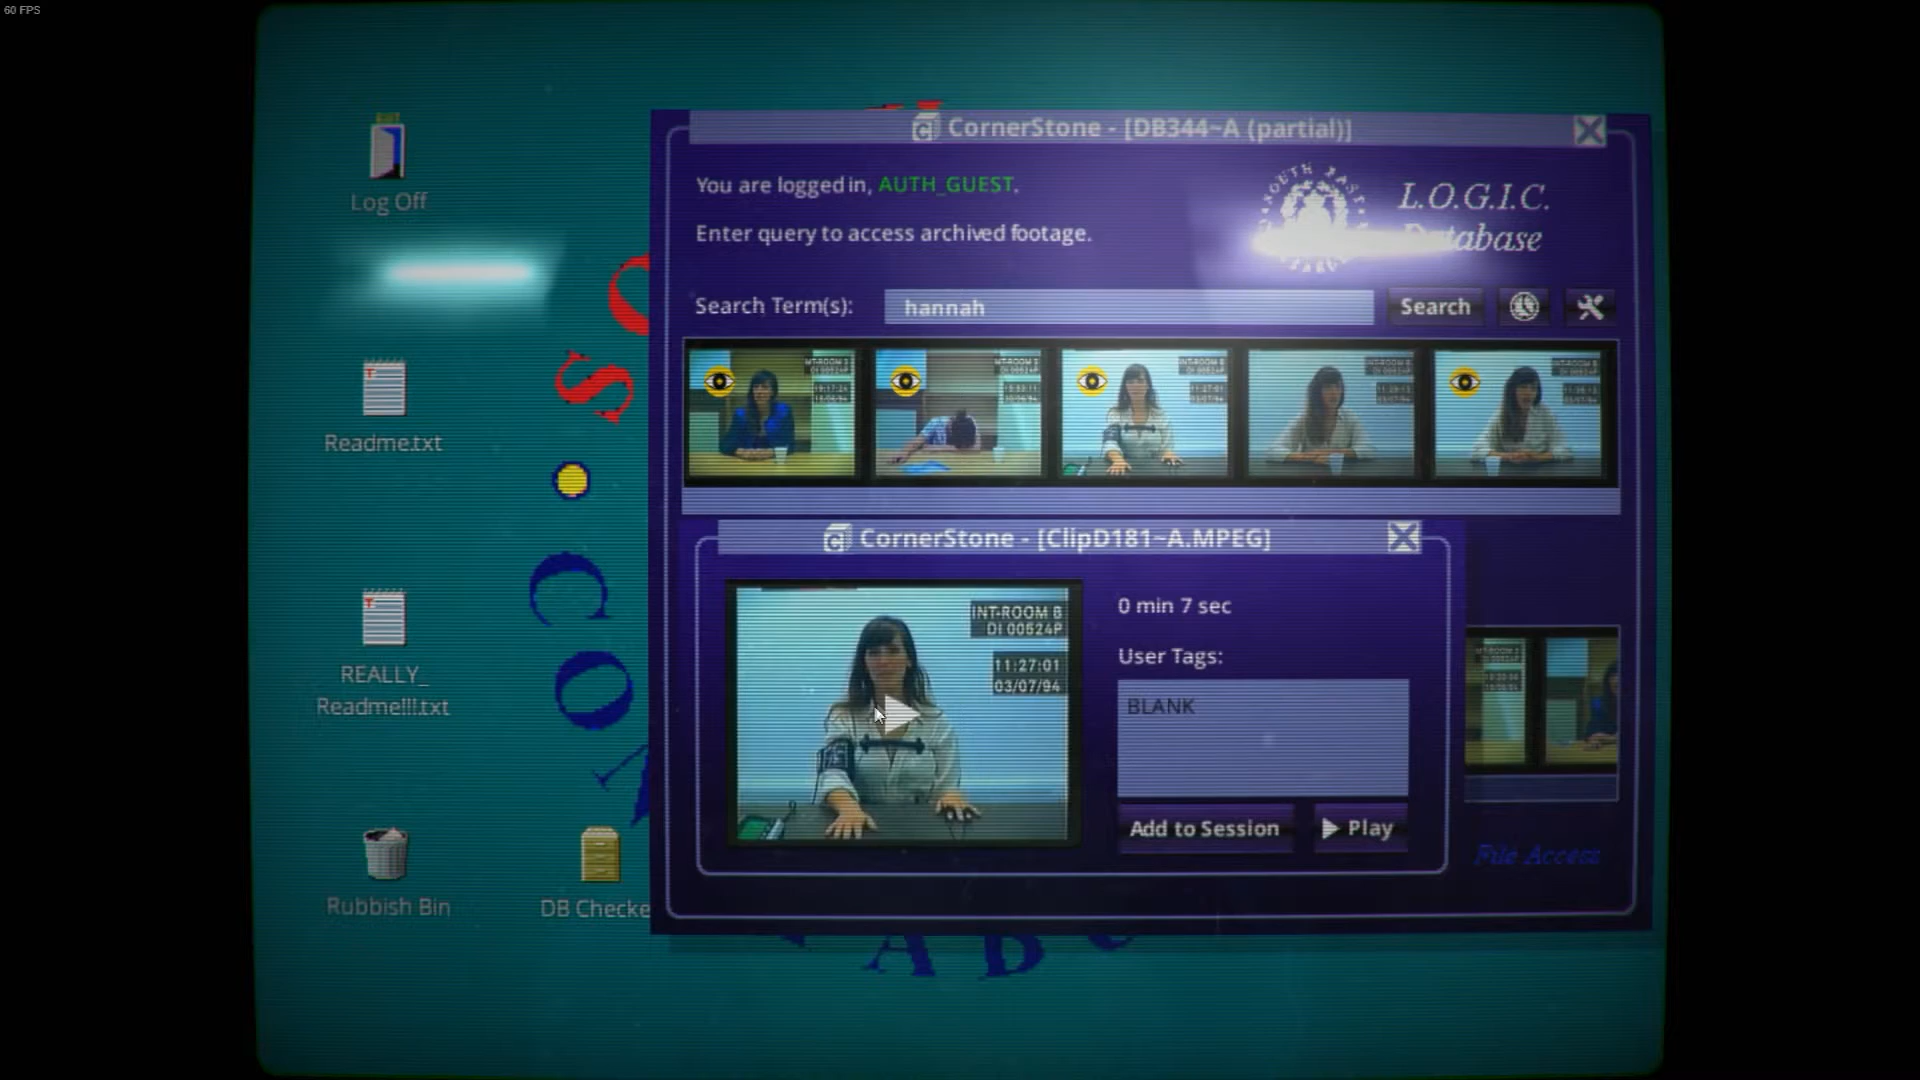 60 FPS
Log Off
Readme.txt
REALLY_
Readme!!!.txt
Rubbish Bin
DB Checke
CornerStone - [DB344~A (partial)]
You are logged in, AUTH_GUEST.
Enter query to access archived footage.
SOUTH EAST
L.O.G.I.C.
Database
Search Term(s):
hannah
Search
CornerStone - [ClipD181~A.MPEG]
INT-ROOM B
DI 00524P
11:27:01
03/07/94
0 min 7 sec
User Tags:
BLANK
Add to Session
Play
File Access